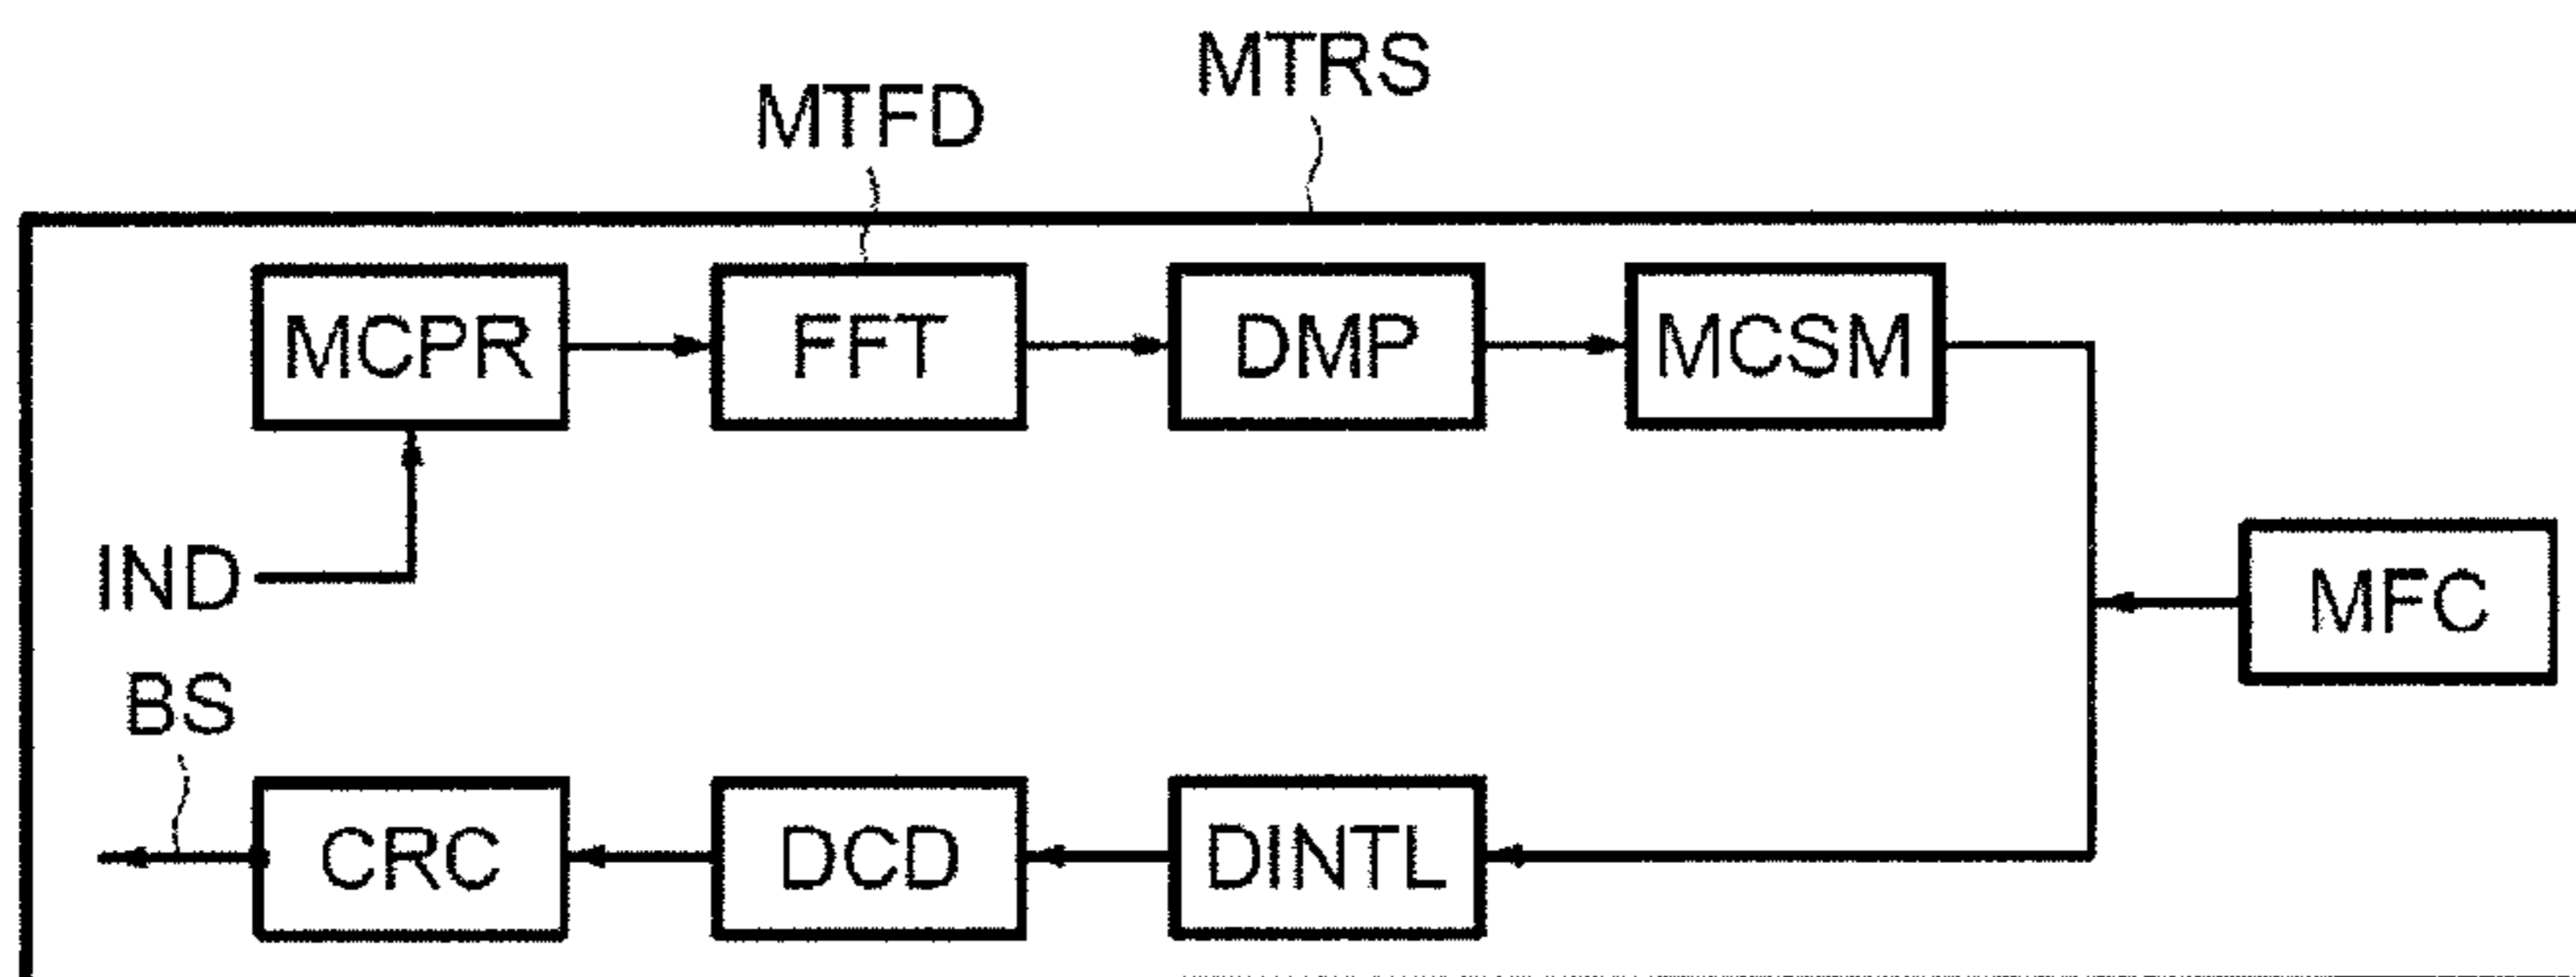 MTRS
MTFD
MCPR
FFT
DMP
MCSM
IND
MFC
BS
CRC
DCD
DINTL